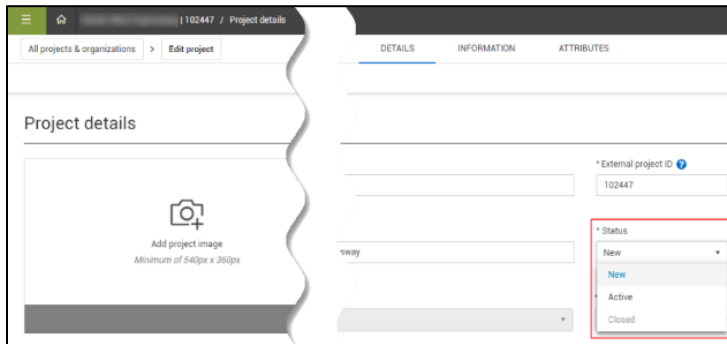 | 102447 / Project details
All projects & organizations > Edit project
DETAILS INFORMATION ATTRIBUTES
Project details
* External project ID ?
102447
Add project image
Minimum of 540px x 360px
* Status
sway
New
New
Active
Closed